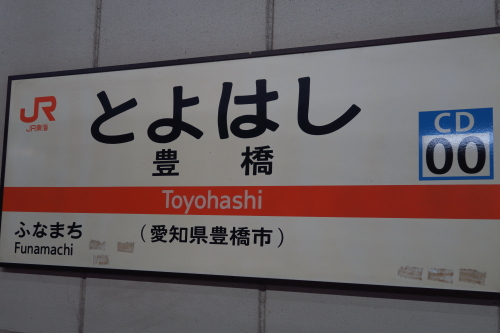 JR
JR東海
とよはし
豊橋
CD
00
Toyohashi
ふなまち
Funamachi
(愛知県豊橋市)